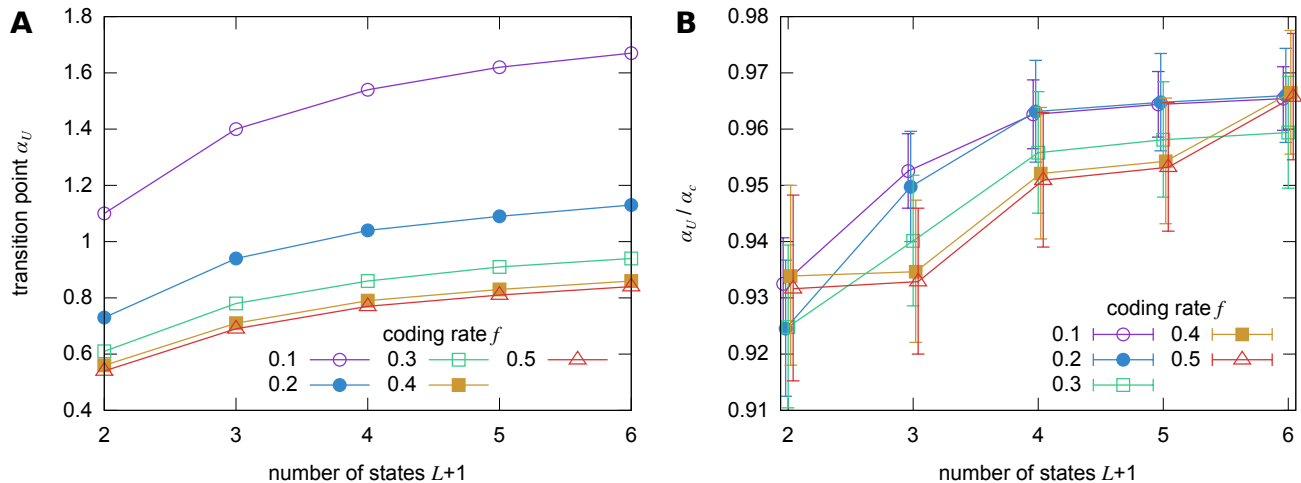 A
transition point α_U
1.8
1.6
1.4
1.2
1
0.8
0.6
0.4
2 3 4 5 6
number of states L+1
coding rate f
0.1 0.3 0.5
0.2 0.4
B
α_U / α_c
0.98
0.97
0.96
0.95
0.94
0.93
0.92
0.91
2 3 4 5 6
number of states L+1
coding rate f
0.1 0.4
0.2 0.5
0.3